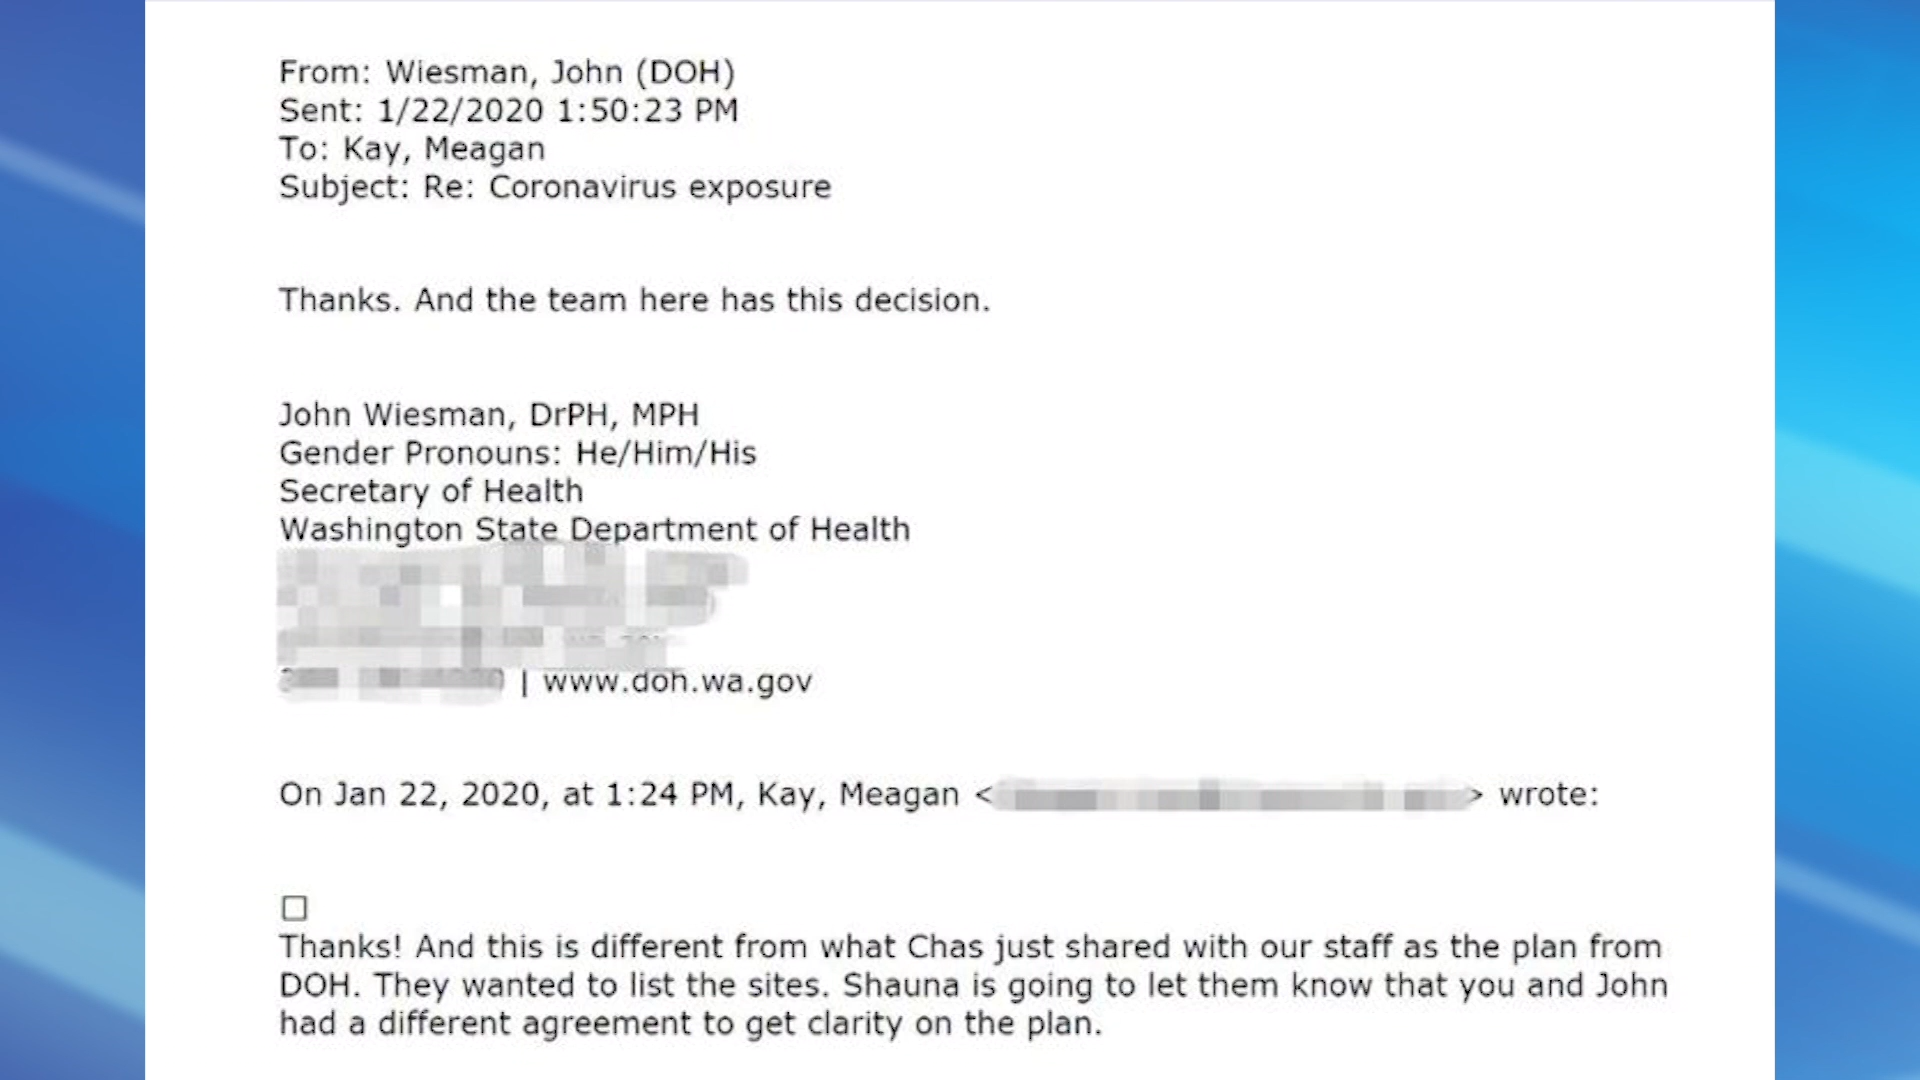 From: Wiesman, John (DOH)
Sent: 1/22/2020 1:50:23 PM
To: Kay, Meagan
Subject: Re: Coronavirus exposure
Thanks. And the team here has this decision.
John Wiesman, DrPH, MPH
Gender Pronouns: He/Him/His
Secretary of Health
Washington State Department of Health
| www.doh.wa.gov
On Jan 22, 2020, at 1:24 PM, Kay, Meagan < > wrote:
Thanks! And this is different from what Chas just shared with our staff as the plan from
DOH. They wanted to list the sites. Shauna is going to let them know that you and John
had a different agreement to get clarity on the plan.